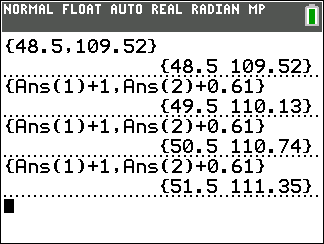 NORMAL FLOAT AUTO REAL RADIAN MP
{48.5,109.52}
{48.5 109.52}
{Ans(1)+1,Ans(2)+0.61}
{49.5 110.13}
{Ans(1)+1,Ans(2)+0.61}
{50.5 110.74}
{Ans(1)+1,Ans(2)+0.61}
{51.5 111.35}